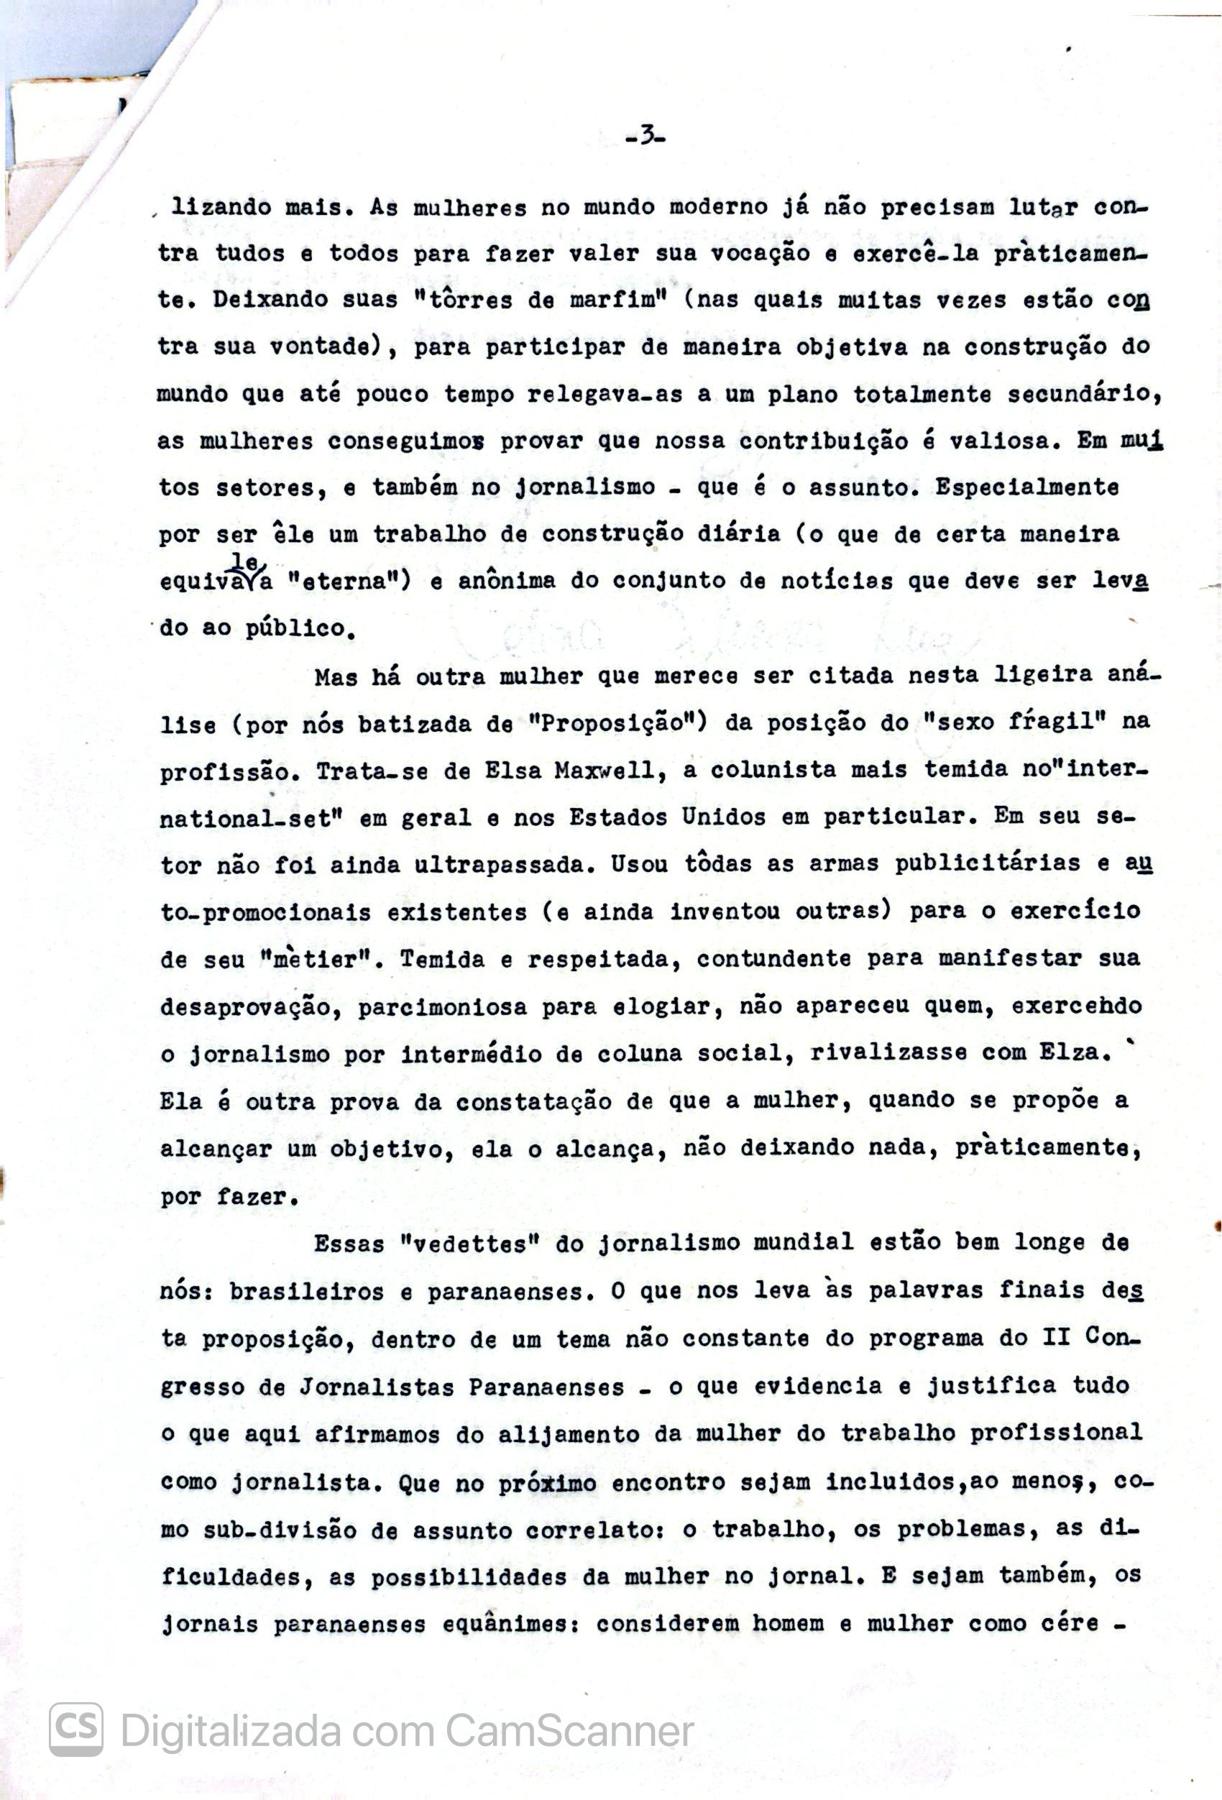 -3-
lizando mais. As mulheres no mundo moderno já não precisam lutar con-
tra tudos e todos para fazer valer sua vocação e exercê-la pràticamen-
te. Deixando suas "tôrres de marfim" (nas quais muitas vezes estão con
tra sua vontade), para participar de maneira objetiva na construção do
mundo que até pouco tempo relegava-as a um plano totalmente secundário,
as mulheres conseguimos provar que nossa contribuição é valiosa. Em mui
tos setores, e também no jornalismo - que é o assunto. Especialmente
por ser êle um trabalho de construção diária (o que de certa maneira
le
equivaVa "eterna") e anônima do conjunto de notícias que deve ser leva
do ao público.
Mas há outra mulher que merece ser citada nesta ligeira aná-
lise (por nós batizada de "Proposição") da posição do "sexo fŕagil" na
profissão. Trata-se de Elsa Maxwell, a colunista mais temida no"inter-
national-set" em geral e nos Estados Unidos em particular. Em seu se-
tor não foi ainda ultrapassada. Usou tôdas as armas publicitárias e au
to-promocionais existentes (e ainda inventou outras) para o exercício
de seu "mètier". Temida e respeitada, contundente para manifestar sua
desaprovação, parcimoniosa para elogiar, não apareceu quem, exercendo
o jornalismo por intermédio de coluna social, rivalizasse com Elza.
Ela é outra prova da constatação de que a mulher, quando se propõe a
alcançar um objetivo, ela o alcança, não deixando nada, pràticamente,
por fazer.
Essas "vedettes" do jornalismo mundial estão bem longe de
nós: brasileiros e paranaenses. O que nos leva às palavras finais des
ta proposição, dentro de um tema não constante do programa do II Con-
gresso de Jornalistas Paranaenses - o que evidencia e justifica tudo
o que aqui afirmamos do alijamento da mulher do trabalho profissional
como jornalista. Que no próximo encontro sejam incluidos,ao menos, co-
mo sub-divisão de assunto correlato: o trabalho, os problemas, as di-
ficuldades, as possibilidades da mulher no jornal. E sejam também, os
jornais paranaenses equânimes: considerem homem e mulher como cére -
CS Digitalizada com CamScanner